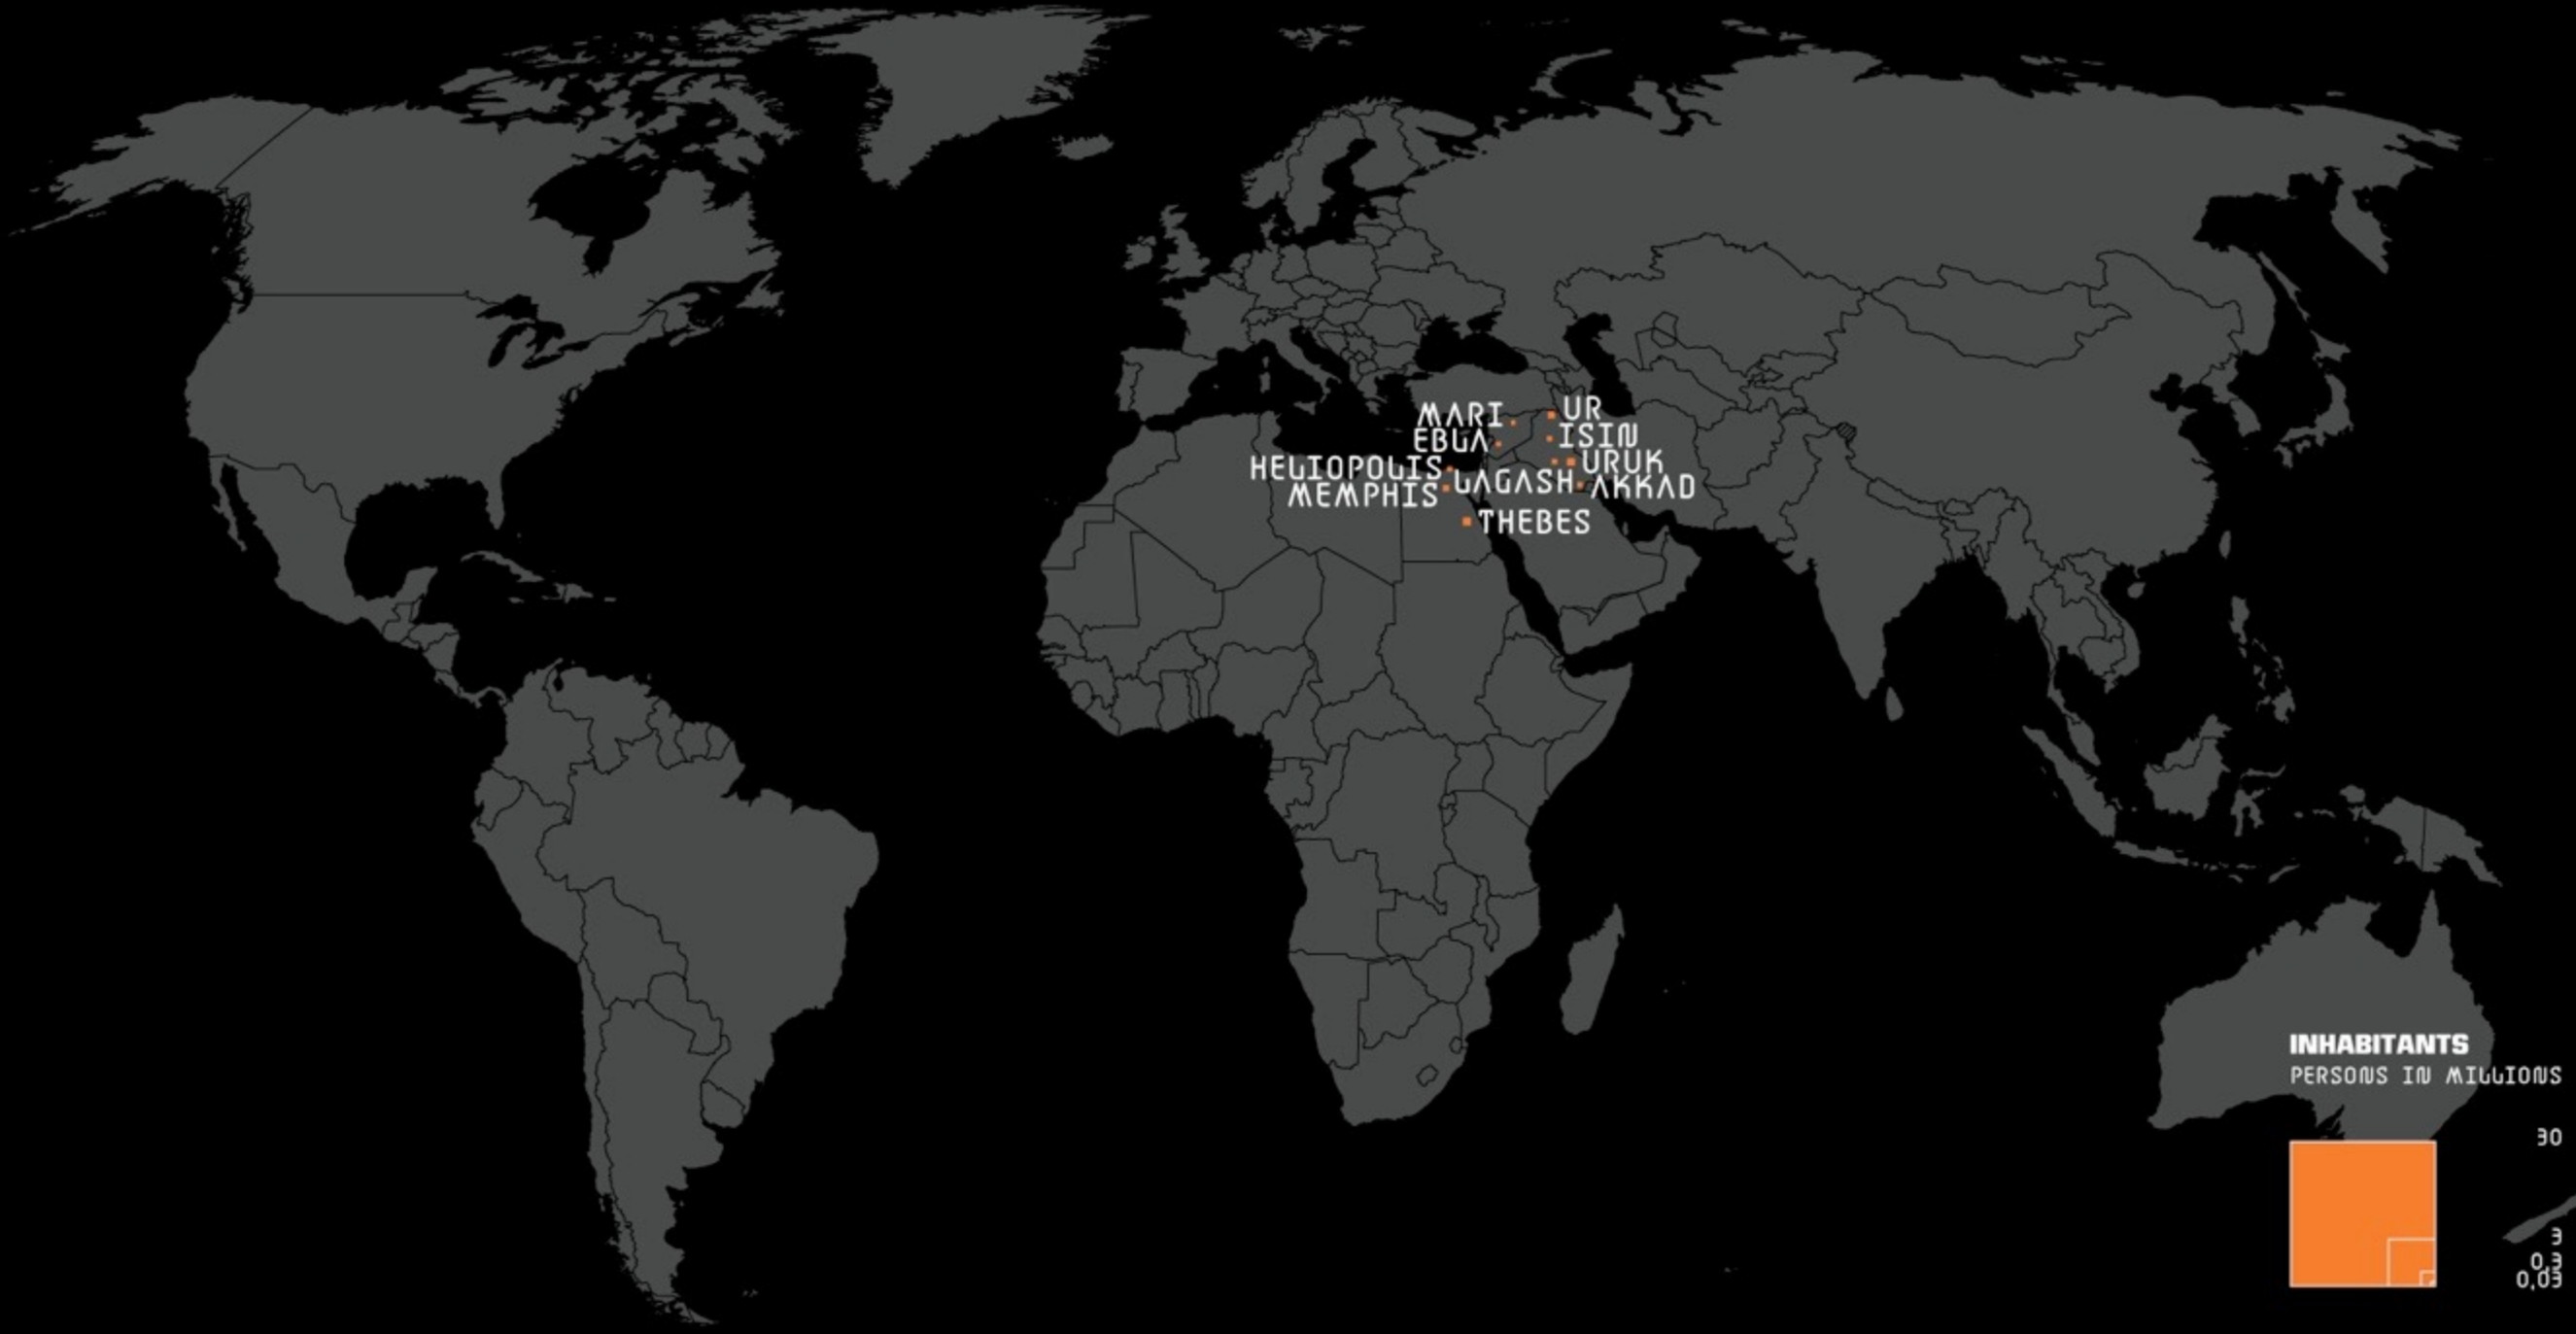 MARI
UR
EBLA
ISIN
HELIOPOLIS
URUK
MEMPHIS
LAGASH
AKKAD
THEBES
INHABITANTS
PERSONS IN MILLIONS
30
3
0,3
0,03